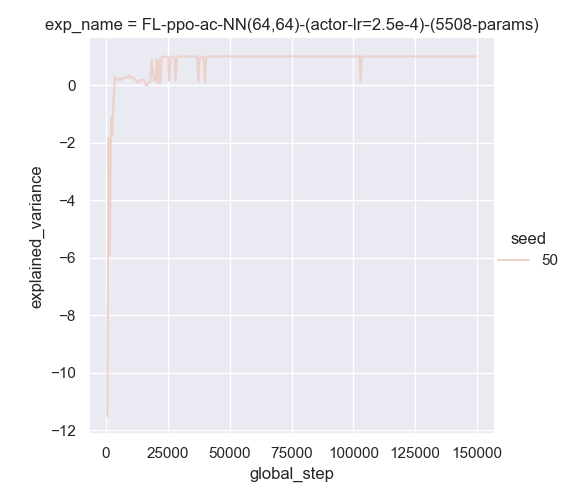 exp_name = FL-ppo-ac-NN(64,64)-(actor-lr=2.5e-4)-(5508-params)
0
−2
−4
−6
−8
−10
−12
explained_variance
0 25000 50000 75000 100000 125000 150000
global_step
seed
50